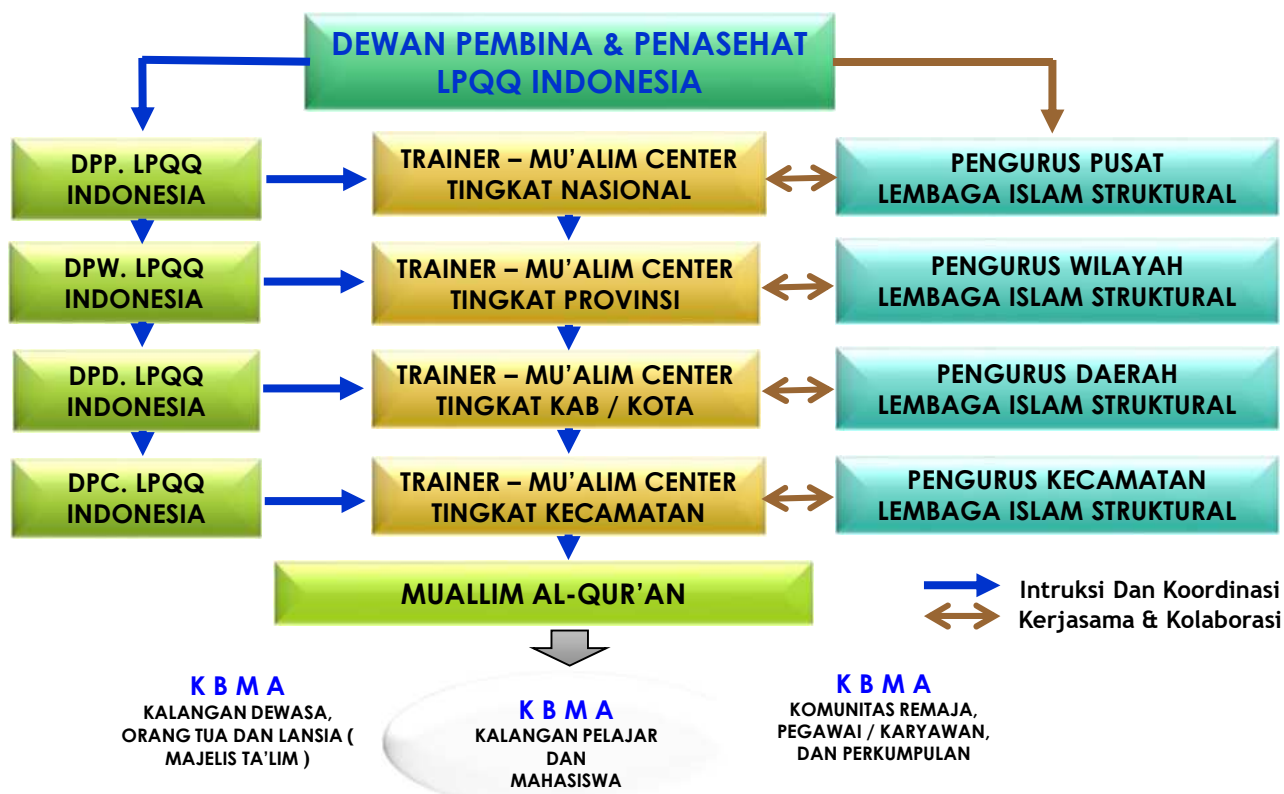 DEWAN PEMBINA & PENASEHAT
LPQQ INDONESIA
DPP. LPQQ
INDONESIA
TRAINER – MU’ALIM CENTER
TINGKAT NASIONAL
PENGURUS PUSAT
LEMBAGA ISLAM STRUKTURAL
DPW. LPQQ
INDONESIA
TRAINER – MU’ALIM CENTER
TINGKAT PROVINSI
PENGURUS WILAYAH
LEMBAGA ISLAM STRUKTURAL
DPD. LPQQ
INDONESIA
TRAINER – MU’ALIM CENTER
TINGKAT KAB / KOTA
PENGURUS DAERAH
LEMBAGA ISLAM STRUKTURAL
DPC. LPQQ
INDONESIA
TRAINER – MU’ALIM CENTER
TINGKAT KECAMATAN
PENGURUS KECAMATAN
LEMBAGA ISLAM STRUKTURAL
MUALLIM AL-QUR’AN
Intruksi Dan Koordinasi
Kerjasama & Kolaborasi
K B M A
KALANGAN DEWASA,
ORANG TUA DAN LANSIA (
MAJELIS TA’LIM )
K B M A
KALANGAN PELAJAR
DAN
MAHASISWA
K B M A
KOMUNITAS REMAJA,
PEGAWAI / KARYAWAN,
DAN PERKUMPULAN